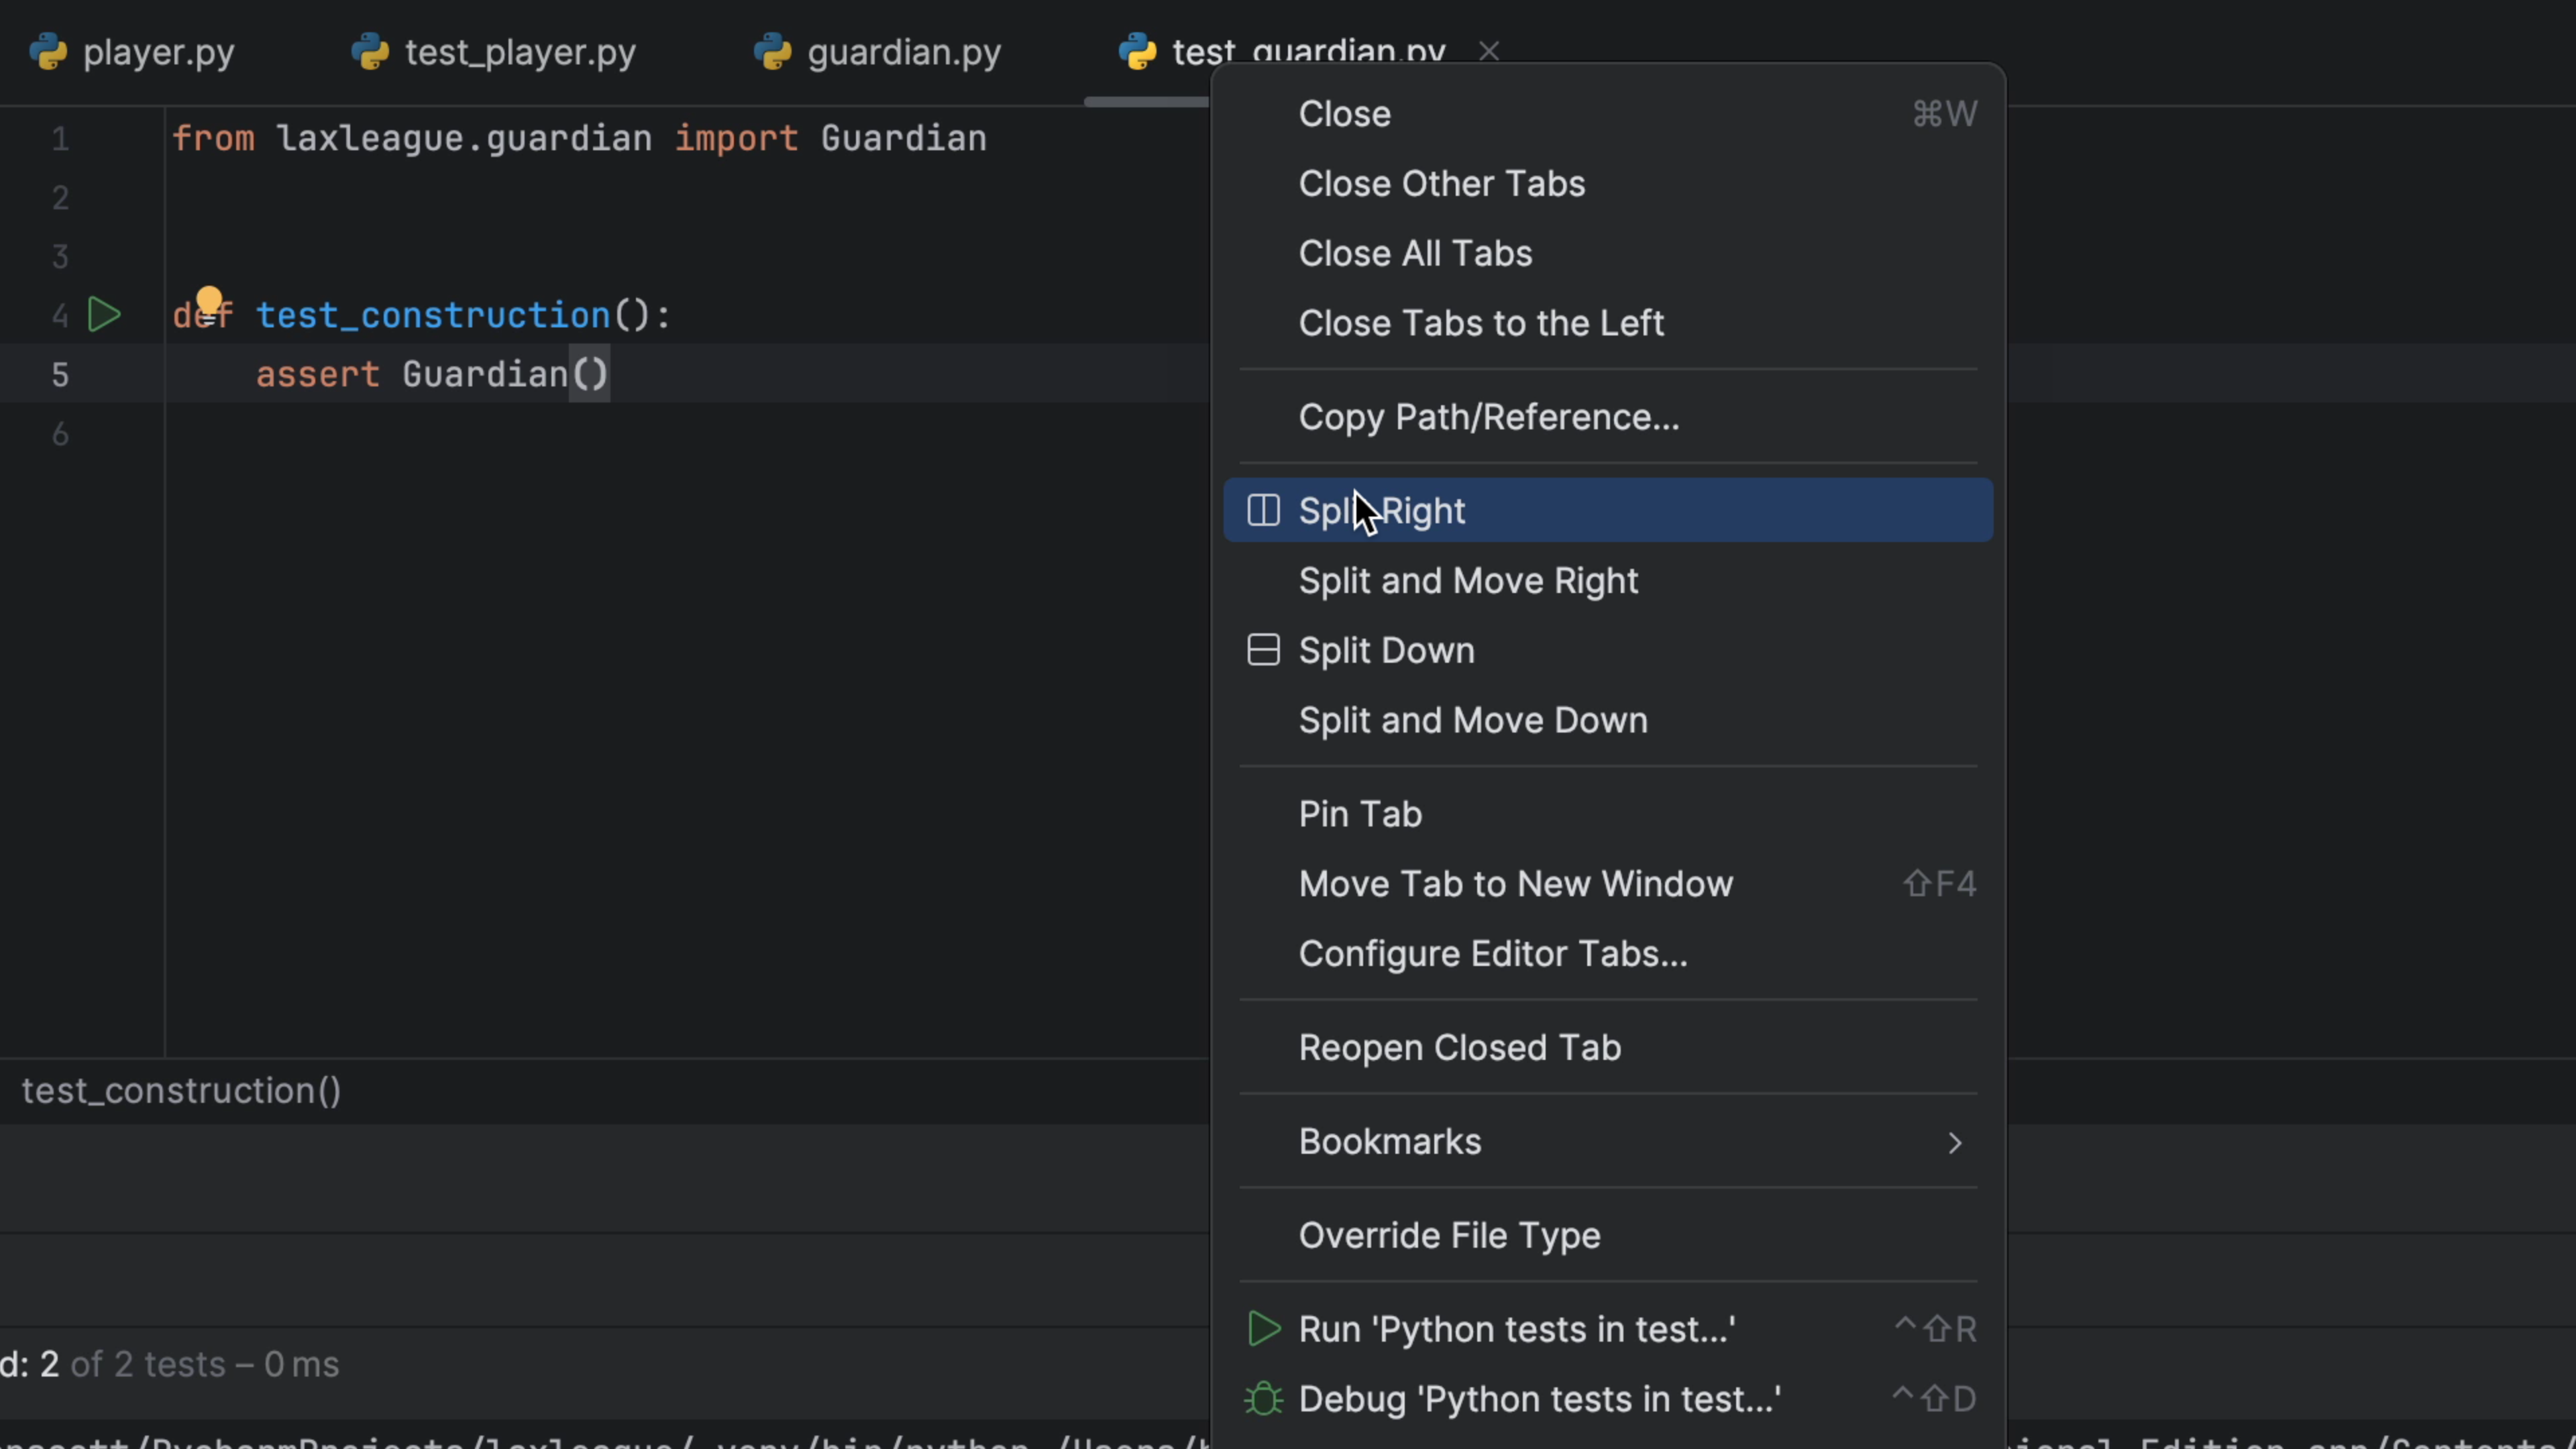 player.py test_player.py guardian.py test_guardian.py
1 from laxleague.guardian import Guardian
2
3
4 def test_construction():
5 assert Guardian()
6
Close ⌘W
Close Other Tabs
Close All Tabs
Close Tabs to the Left
Copy Path/Reference...
Split Right
Split and Move Right
Split Down
Split and Move Down
Pin Tab
Move Tab to New Window ⇧F4
Configure Editor Tabs...
Reopen Closed Tab
Bookmarks
Override File Type
Run 'Python tests in test...' ^⇧R
Debug 'Python tests in test...' ^⇧D
test_construction()
d: 2 of 2 tests – 0 ms